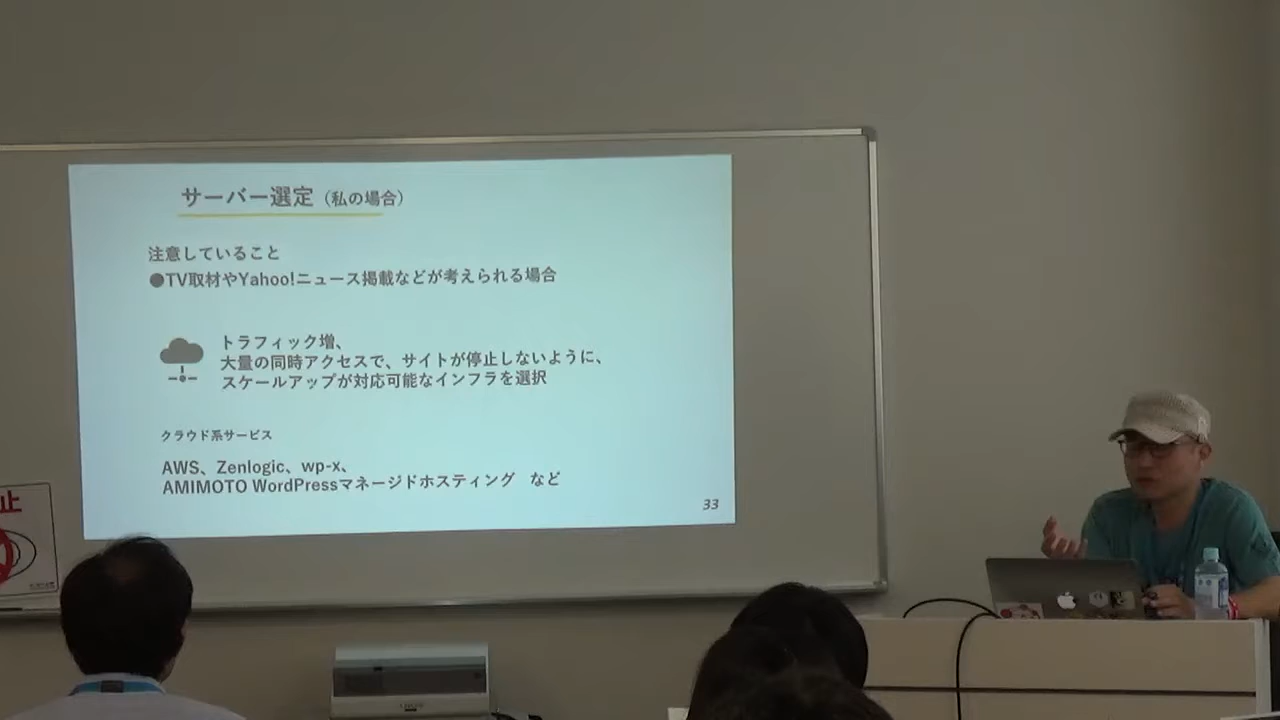 サーバー選定（私の場合）
注意していること
●TV取材やYahoo!ニュース掲載などが考えられる場合
トラフィック増、
大量の同時アクセスで、サイトが停止しないように、
スケールアップが対応可能なインフラを選択
クラウド系サービス
AWS、Zenlogic、wp-x、
AMIMOTO WordPressマネージドホスティング　など
33
止